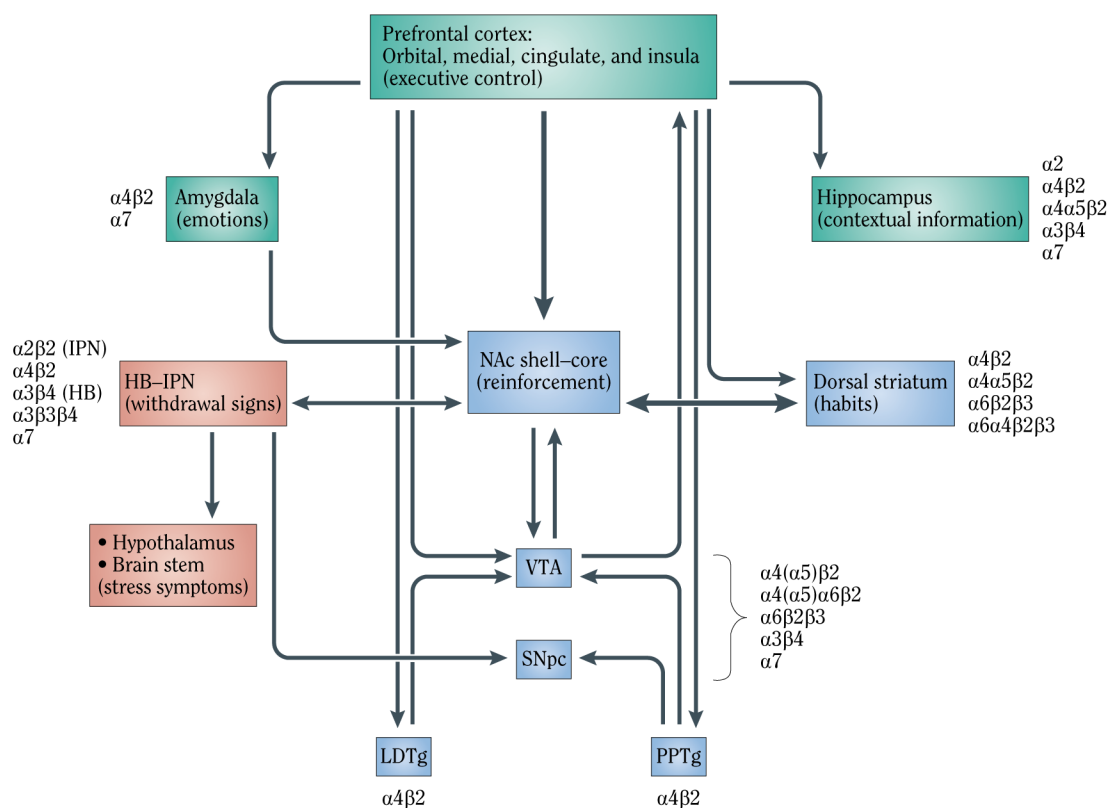 Prefrontal cortex:
Orbital, medial, cingulate, and insula
(executive control)
α4β2
α7
Amygdala
(emotions)
Hippocampus
(contextual information)
α2
α4β2
α4α5β2
α3β4
α7
α2β2 (IPN)
α4β2
α3β4 (HB)
α3β3β4
α7
HB–IPN
(withdrawal signs)
NAc shell–core
(reinforcement)
Dorsal striatum
(habits)
α4β2
α4α5β2
α6β2β3
α6α4β2β3
• Hypothalamus
• Brain stem
(stress symptoms)
VTA
SNpc
α4(α5)β2
α4(α5)α6β2
α6β2β3
α3β4
α7
LDTg
α4β2
PPTg
α4β2